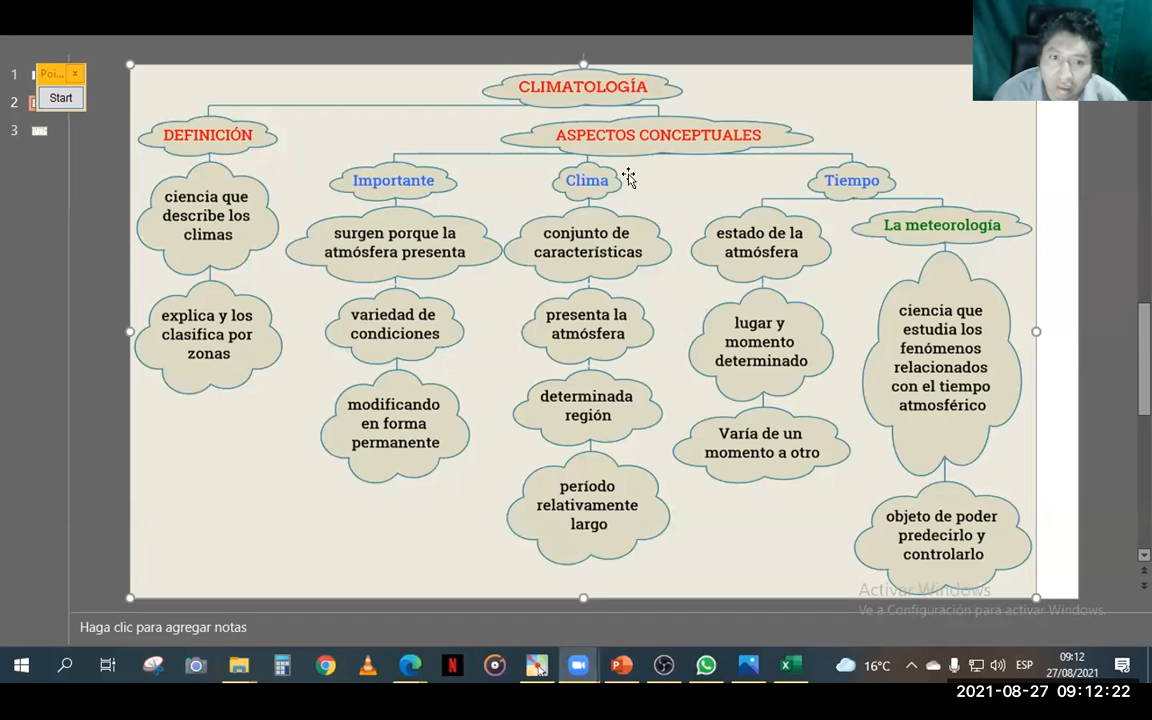 1
Poi...
x
Start
2
3
CLIMATOLOGÍA
DEFINICIÓN
ciencia que
describe los
climas
explica y los
clasifica por
zonas
ASPECTOS CONCEPTUALES
Importante
surgen porque la
atmósfera presenta
variedad de
condiciones
modificando
en forma
permanente
Clima
conjunto de
características
presenta la
atmósfera
determinada
región
período
relativamente
largo
Tiempo
estado de la
atmósfera
lugar y
momento
determinado
Varía de un
momento a otro
La meteorología
ciencia que
estudia los
fenómenos
relacionados
con el tiempo
atmosférico
objeto de poder
predecirlo y
controlarlo
Activar Windows
Ve a Configuración para activar Windows.
Haga clic para agregar notas
16°C
ESP
09:12
27/08/2021
2021-08-27 09:12:22